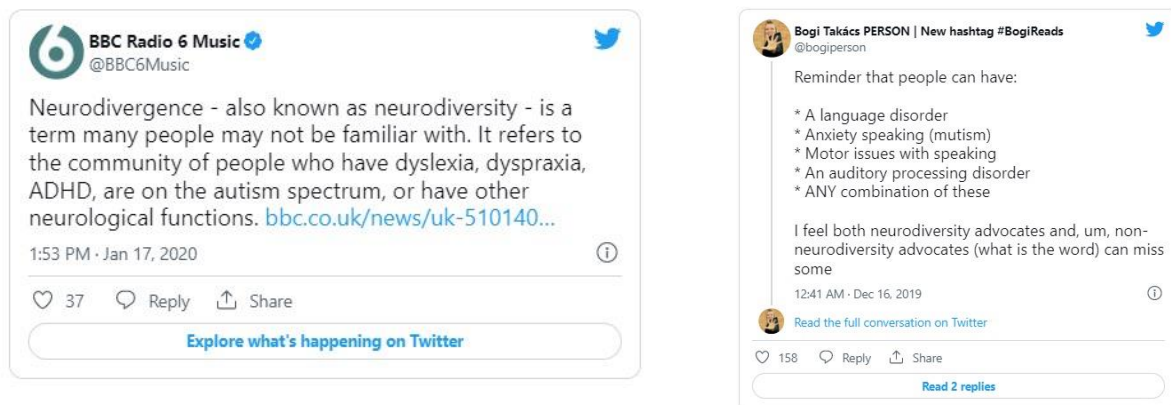 BBC Radio 6 Music
@BBC6Music
Neurodivergence - also known as neurodiversity - is a
term many people may not be familiar with. It refers to
the community of people who have dyslexia, dyspraxia,
ADHD, are on the autism spectrum, or have other
neurological functions. bbc.co.uk/news/uk-510140...
1:53 PM · Jan 17, 2020
37 Reply Share
Explore what's happening on Twitter
Bogi Takács PERSON | New hashtag #BogiReads
@bogiperson
Reminder that people can have:
* A language disorder
* Anxiety speaking (mutism)
* Motor issues with speaking
* An auditory processing disorder
* ANY combination of these
I feel both neurodiversity advocates and, um, non-
neurodiversity advocates (what is the word) can miss
some
12:41 AM · Dec 16, 2019
Read the full conversation on Twitter
158 Reply Share
Read 2 replies